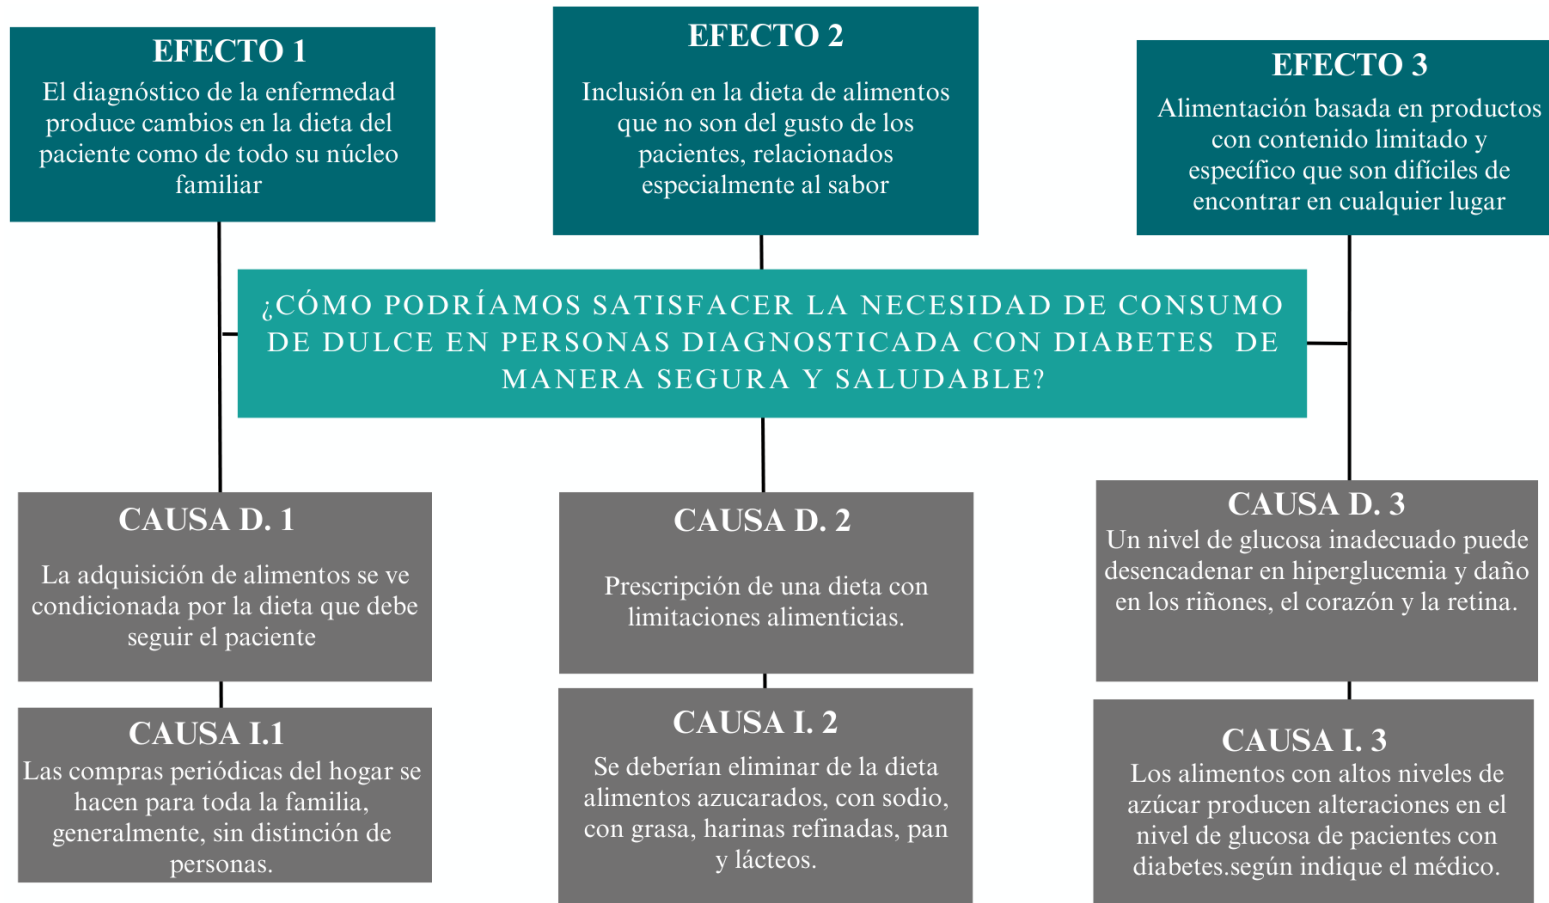 EFECTO 1
El diagnóstico de la enfermedad
produce cambios en la dieta del
paciente como de todo su núcleo
familiar
EFECTO 2
Inclusión en la dieta de alimentos
que no son del gusto de los
pacientes, relacionados
especialmente al sabor
EFECTO 3
Alimentación basada en productos
con contenido limitado y
específico que son difíciles de
encontrar en cualquier lugar
¿CÓMO PODRÍAMOS SATISFACER LA NECESIDAD DE CONSUMO
DE DULCE EN PERSONAS DIAGNOSTICADA CON DIABETES DE
MANERA SEGURA Y SALUDABLE?
CAUSA D. 1
La adquisición de alimentos se ve
condicionada por la dieta que debe
seguir el paciente
CAUSA D. 2
Prescripción de una dieta con
limitaciones alimenticias.
CAUSA D. 3
Un nivel de glucosa inadecuado puede
desencadenar en hiperglucemia y daño
en los riñones, el corazón y la retina.
CAUSA I.1
Las compras periódicas del hogar se
hacen para toda la familia,
generalmente, sin distinción de
personas.
CAUSA I. 2
Se deberían eliminar de la dieta
alimentos azucarados, con sodio,
con grasa, harinas refinadas, pan
y lácteos.
CAUSA I. 3
Los alimentos con altos niveles de
azúcar producen alteraciones en el
nivel de glucosa de pacientes con
diabetes.según indique el médico.